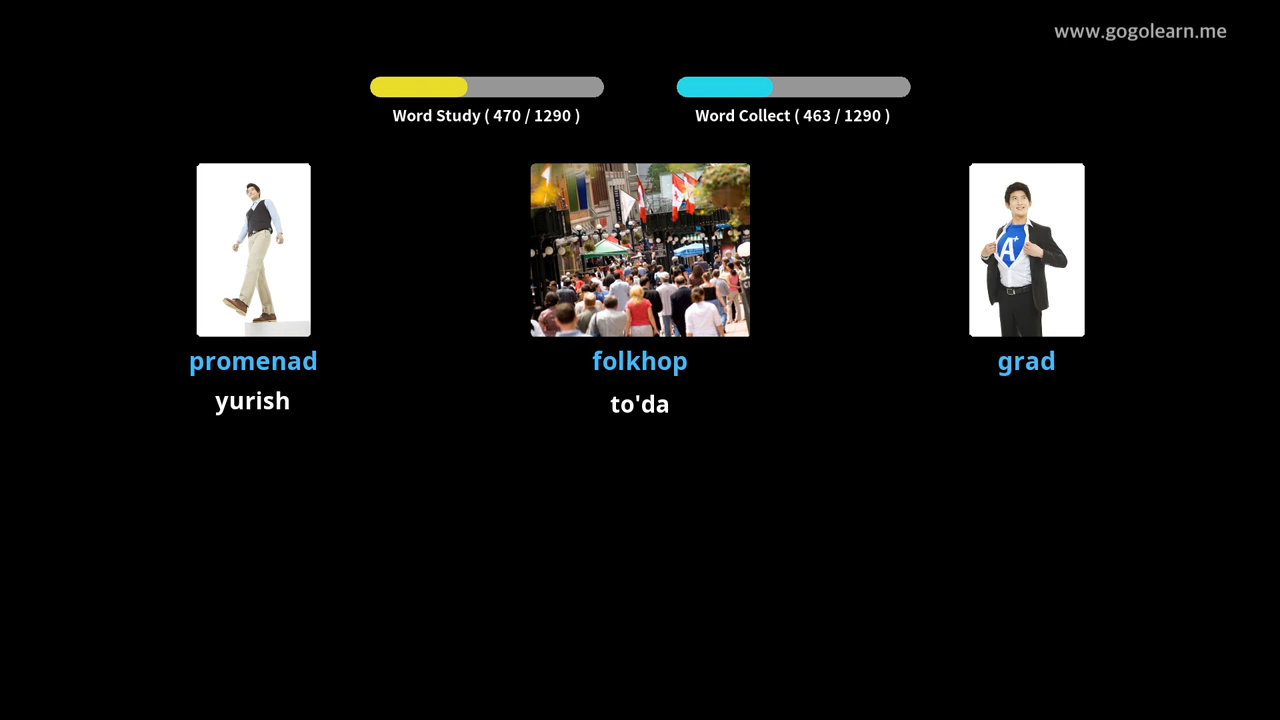 www.gogolearn.me
Word Study ( 470 / 1290 )
Word Collect ( 463 / 1290 )
A+
promenad
folkhop
grad
yurish
to'da